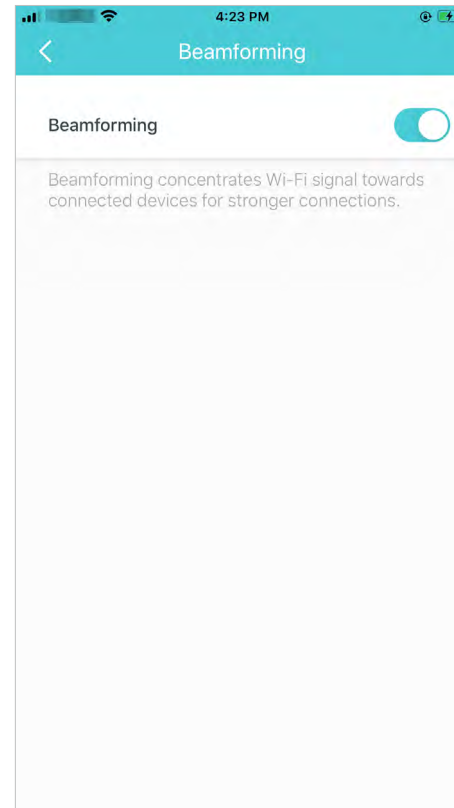 4:23 PM
Beamforming
Beamforming
Beamforming concentrates Wi-Fi signal towards
connected devices for stronger connections.